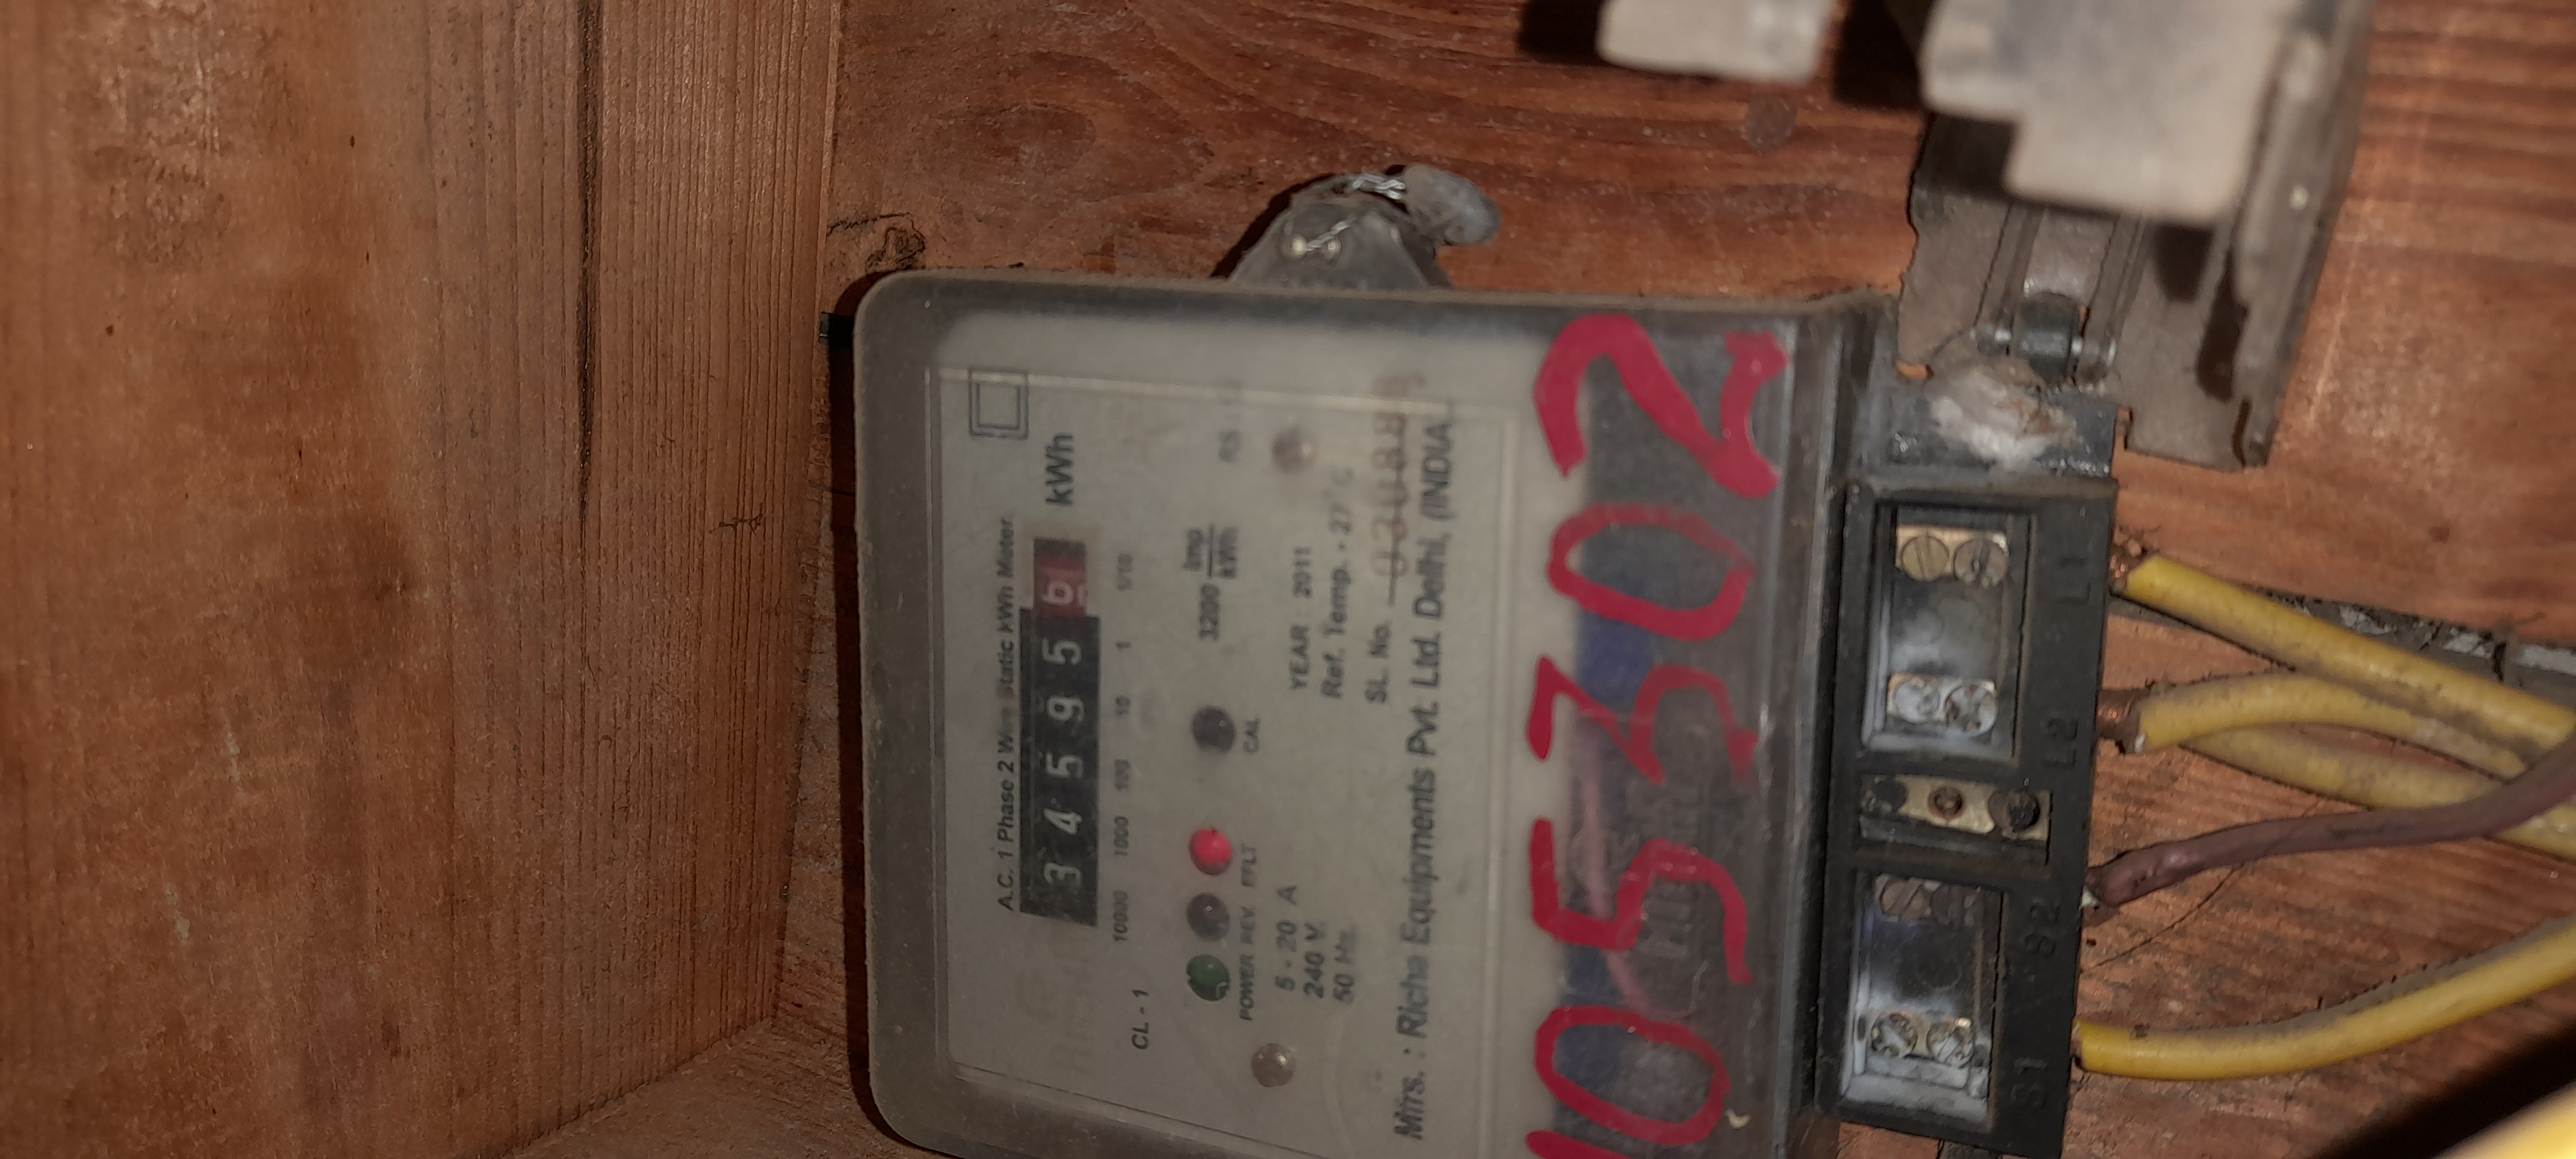 A.C. 1 Phase 2 Wire Static kWh Meter
3 4 5 9 5 6 kWh
10000 1000 100 10 1 1/10
CL - 1
3200 Imp/kWh
POWER REV. EFLT CAL
5 - 20 A
240 V.
50 Hz.
YEAR 2011
Ref. Temp. - 27°C
SL. No.
Mfrs. : Richa Equipments Pvt. Ltd. Delhi, (INDIA)
105302
S1 S2 L2 L1